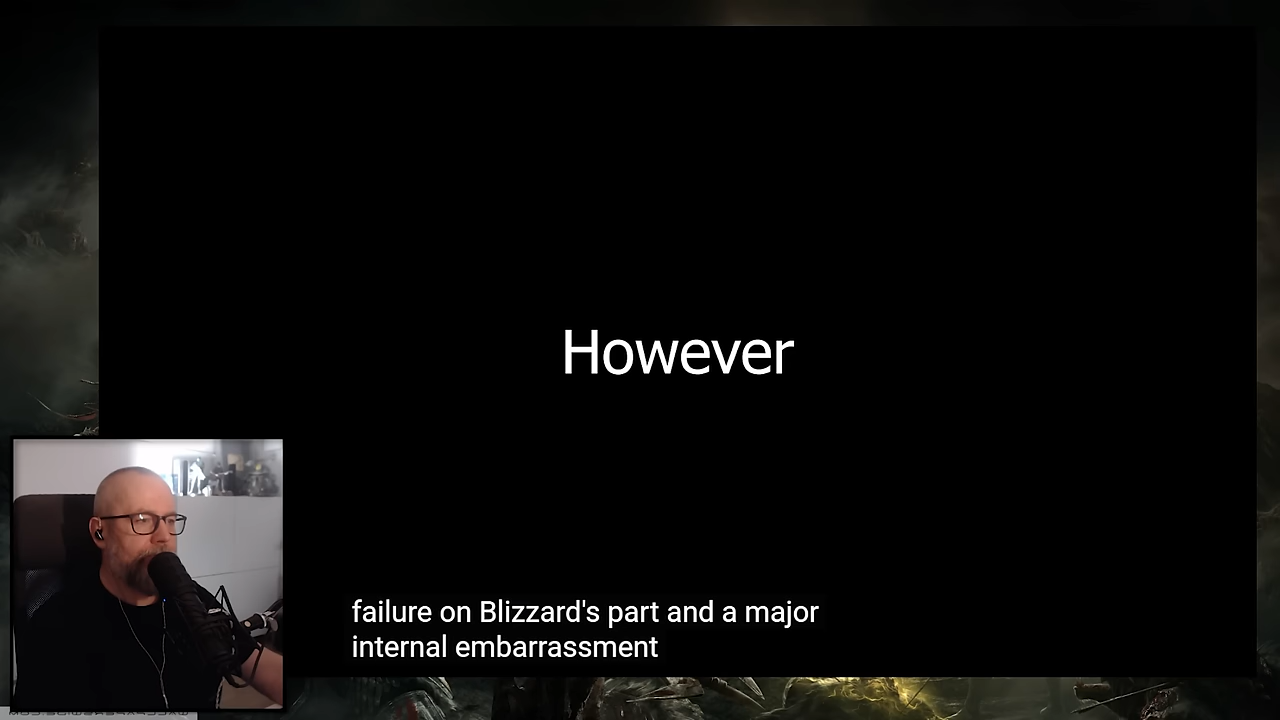 However
failure on Blizzard's part and a major
internal embarrassment